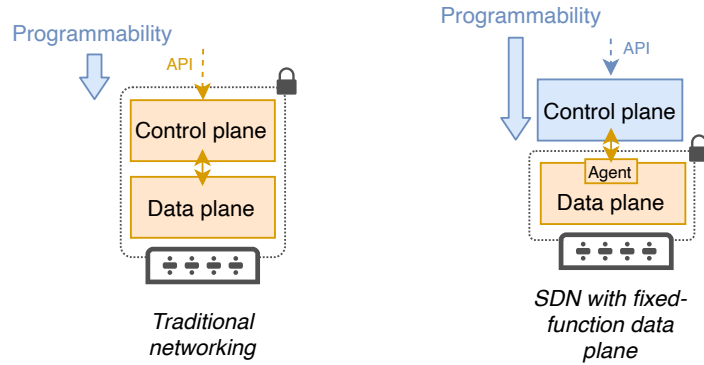 Programmability
API
Control plane
Data plane
Traditional
networking
Programmability
API
Control plane
Agent
Data plane
SDN with fixed-
function data
plane